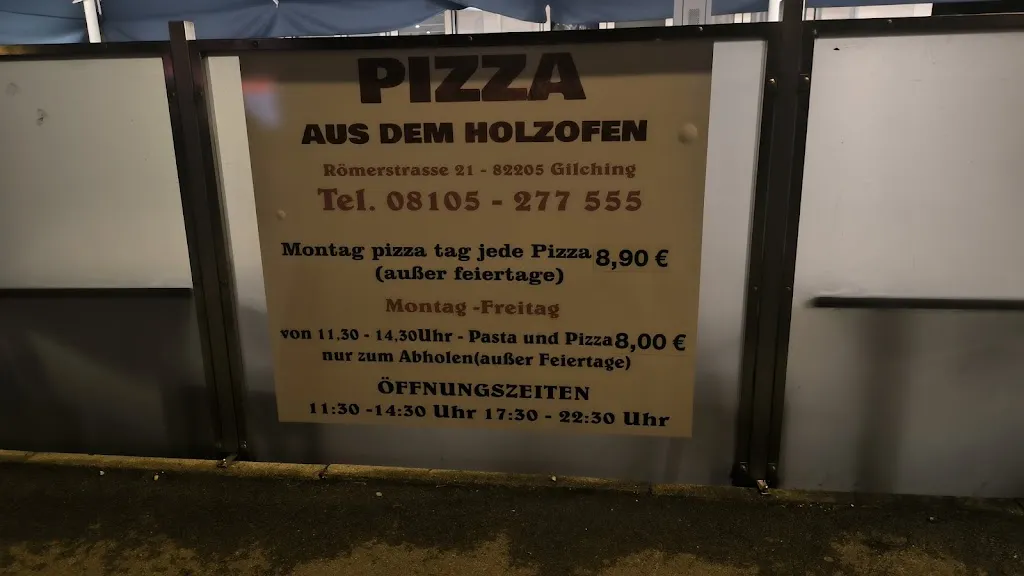 PIZZA
AUS DEM HOLZOFEN
Römerstrasse 21 - 82205 Gilching
Tel. 08105 - 277 555
Montag pizza tag jede Pizza 8,90 €
(außer feiertage)
Montag -Freitag
von 11,30 - 14,30Uhr - Pasta und Pizza 8,00 €
nur zum Abholen(außer Feiertage)
ÖFFNUNGSZEITEN
11:30 -14:30 Uhr 17:30 - 22:30 Uhr